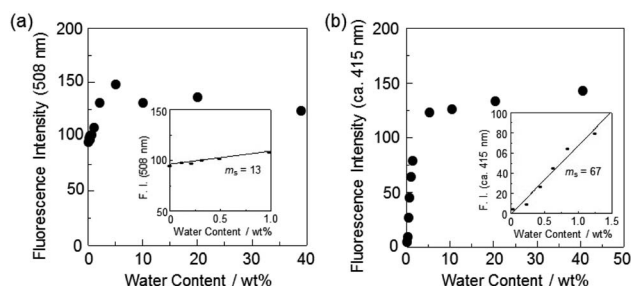 (a)
200
150
100
50
0
0 10 20 30 40
Fluorescence Intensity (508 nm)
Water Content / wt%
150
100
50
0 0.5 1.0
F. I. (508 nm)
Water Content / wt%
ms = 13
(b)
200
150
100
50
0
0 10 20 30 40 50
Fluorescence Intensity (ca. 415 nm)
Water Content / wt%
100
80
60
40
20
0
0 0.5 1.0 1.5
F. I. (ca. 415 nm)
Water Content / wt%
ms = 67